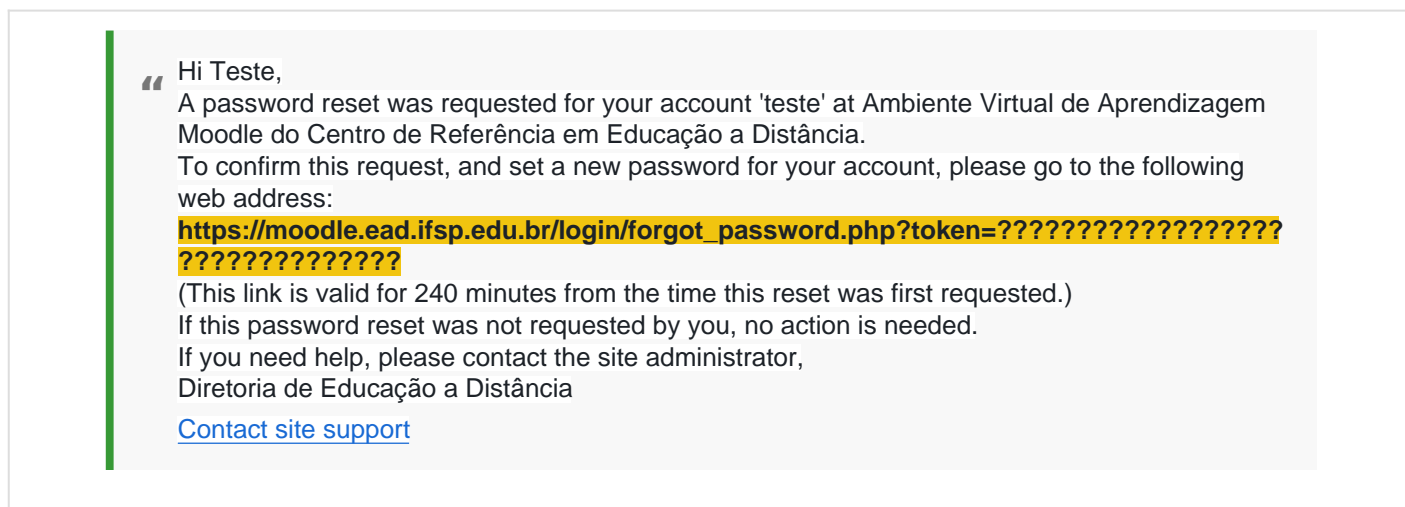 “ Hi Teste,
A password reset was requested for your account 'teste' at Ambiente Virtual de Aprendizagem
Moodle do Centro de Referência em Educação a Distância.
To confirm this request, and set a new password for your account, please go to the following
web address:
https://moodle.ead.ifsp.edu.br/login/forgot_password.php?token=??????????????????
??????????????
(This link is valid for 240 minutes from the time this reset was first requested.)
If this password reset was not requested by you, no action is needed.
If you need help, please contact the site administrator,
Diretoria de Educação a Distância
Contact site support